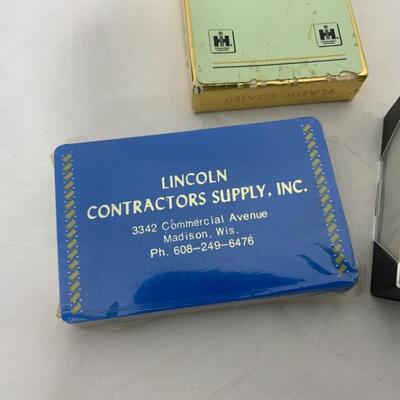 PLASTIC COATED
LINCOLN
CONTRACTORS SUPPLY, INC.
3342 Commercial Avenue
Madison, Wis.
Ph. 608-249-6476